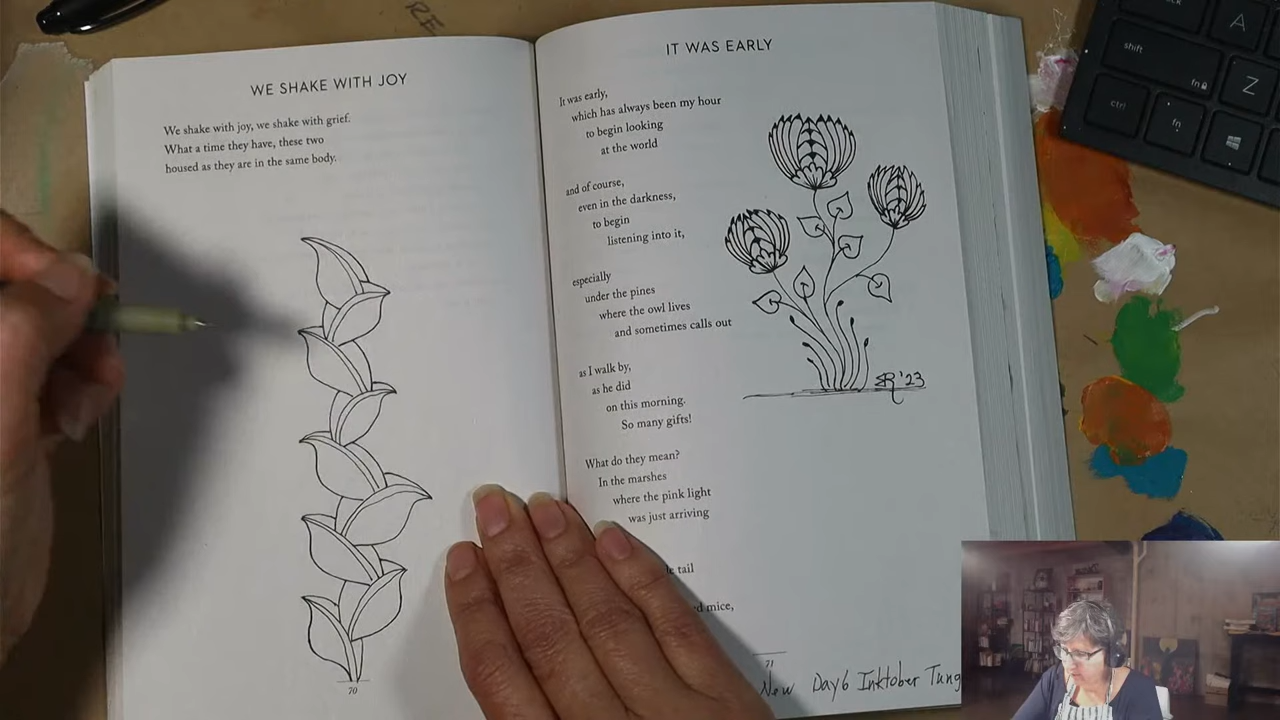 RE
WE SHAKE WITH JOY
We shake with joy, we shake with grief.
What a time they have, these two
housed as they are in the same body.
70
IT WAS EARLY
It was early,
which has always been my hour
to begin looking
at the world
and of course,
even in the darkness,
to begin
listening into it,
especially
under the pines
where the owl lives
and sometimes calls out
as I walk by,
as he did
on this morning.
So many gifts!
What do they mean?
In the marshes
where the pink light
was just arriving
tail
mice,
71
'23
New Day 6 Inktober Tung
A
shift
fn
Z
ctrl
fn